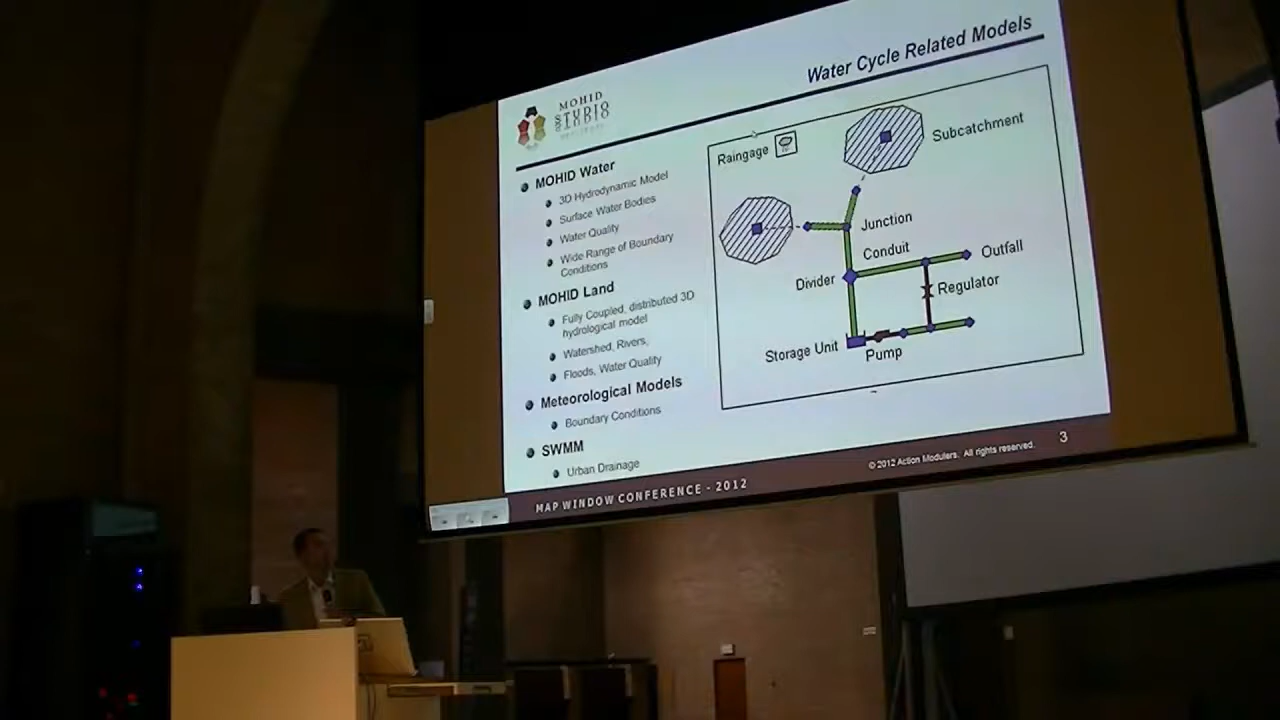 Water Cycle Related Models
MOHID
STUDIO
MOHID Water
3D Hydrodynamic Model
Surface Water Bodies
Water Quality
Wide Range of Boundary
Conditions
MOHID Land
Fully Coupled, distributed 3D
hydrological model
Watershed, Rivers,
Floods, Water Quality
Meteorological Models
Boundary Conditions
SWMM
Urban Drainage
Raingage
Subcatchment
Junction
Conduit
Outfall
Divider
Regulator
Storage Unit
Pump
© 2012 Action Modulers. All rights reserved.
3
MAP WINDOW CONFERENCE - 2012